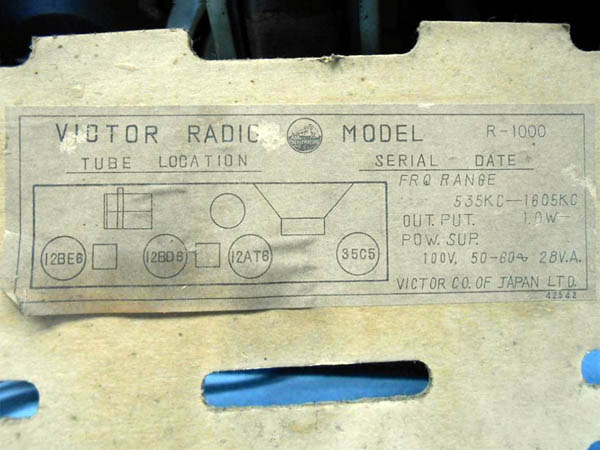 VICTOR RADIO MODEL R-1000
TUBE LOCATION
SERIAL DATE
FRQ RANGE
535KC—1605KC
OUT. PUT. 1.0W—
POW. SUP.
100V, 50-60~ 28V.A.
VICTOR CO. OF JAPAN LTD.
42542
12BE6 12BD6 12AT6 35C5